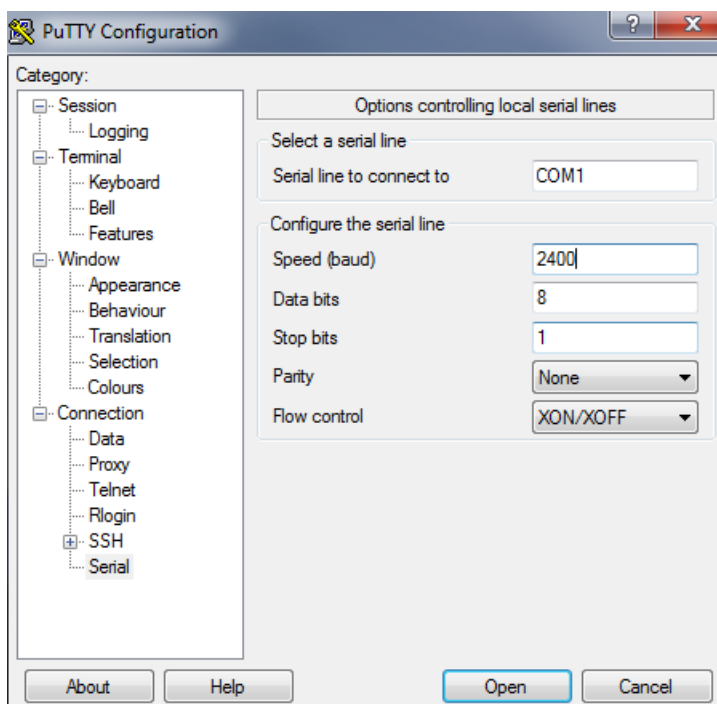 PuTTY Configuration
?
X
Category:
Session
Logging
Terminal
Keyboard
Bell
Features
Window
Appearance
Behaviour
Translation
Selection
Colours
Connection
Data
Proxy
Telnet
Rlogin
SSH
Serial
Options controlling local serial lines
Select a serial line
Serial line to connect to COM1
Configure the serial line
Speed (baud) 2400
Data bits 8
Stop bits 1
Parity None
Flow control XON/XOFF
About Help Open Cancel